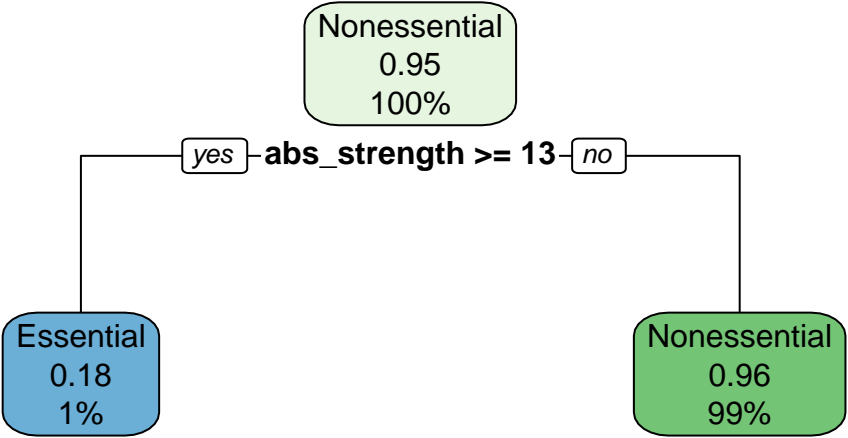 Nonessential
0.95
100%
yes abs_strength >= 13 no
Essential
0.18
1%
Nonessential
0.96
99%